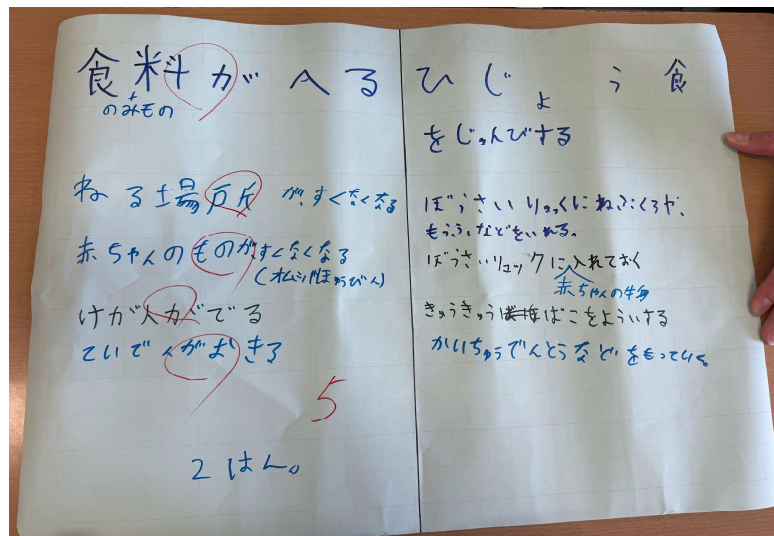 食料がへる
+
のみもの
ねる場所が、すくなくなる
赤ちゃんのものが、すくなくなる
(オムシやほにゅうびん)
けが人がでる
ていでんがおきる
5
2はん。
ひじょう食
をじゅんびする
ぼうさいりゅっくにねぶくろや、
もうふ、などをいれる。
ぼうさいリュックに入れておく
赤ちゃんの物
きゅうきゅうばこをよういする
かいちゅうでんとうなどをもっていく